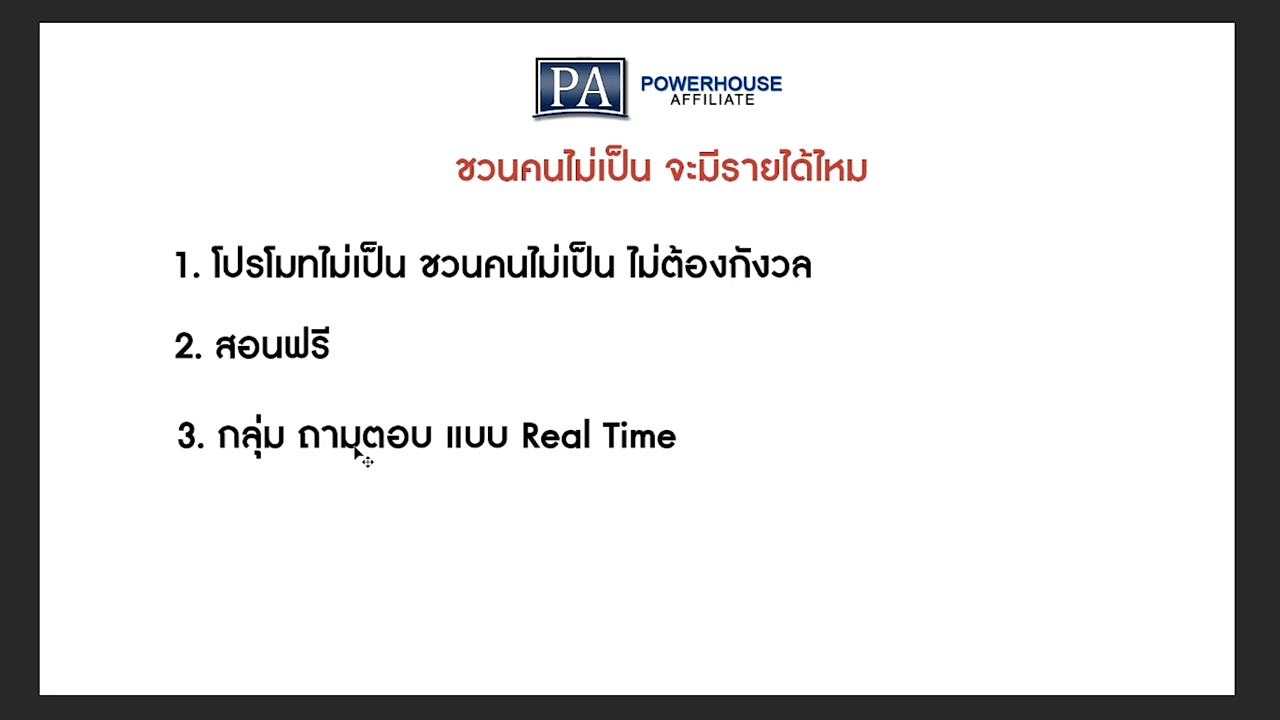 PA POWERHOUSE
AFFILIATE
ชวนคนไม่เป็น จะมีรายได้ไหม
1. โปรโมทไม่เป็น ชวนคนไม่เป็น ไม่ต้องกังวล
2. สอนฟรี
3. กลุ่ม ถามตอบ แบบ Real Time